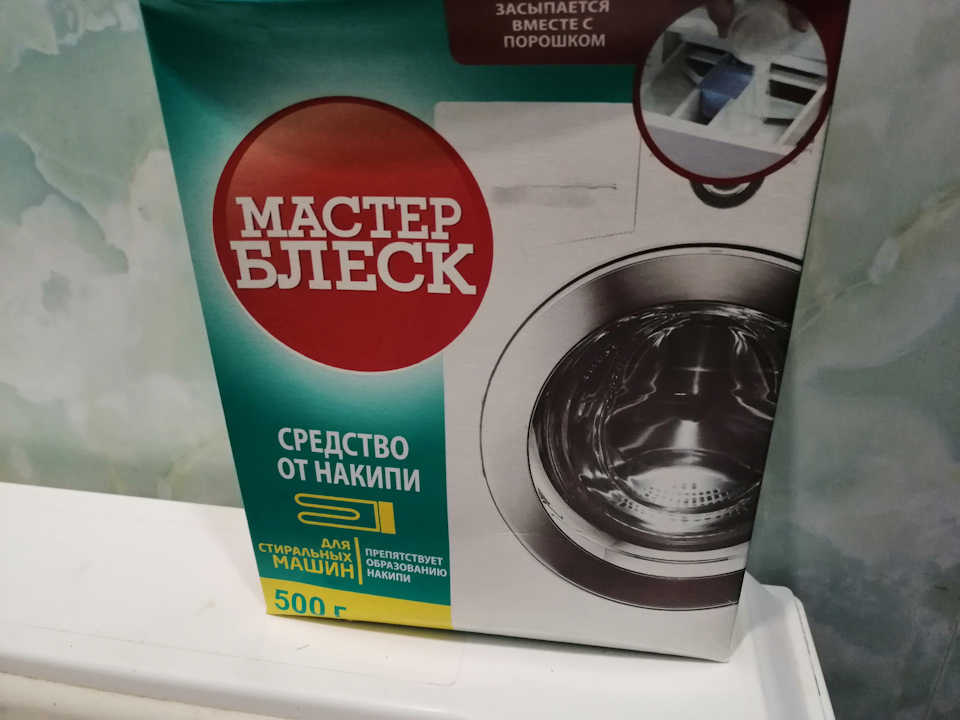 ЗАСЫПАЕТСЯ
ВМЕСТЕ С
ПОРОШКОМ
МАСТЕР
БЛЕСК
СРЕДСТВО
ОТ НАКИПИ
ДЛЯ
СТИРАЛЬНЫХ
МАШИН
ПРЕПЯТСТВУЕТ
ОБРАЗОВАНИЮ
НАКИПИ
500 г